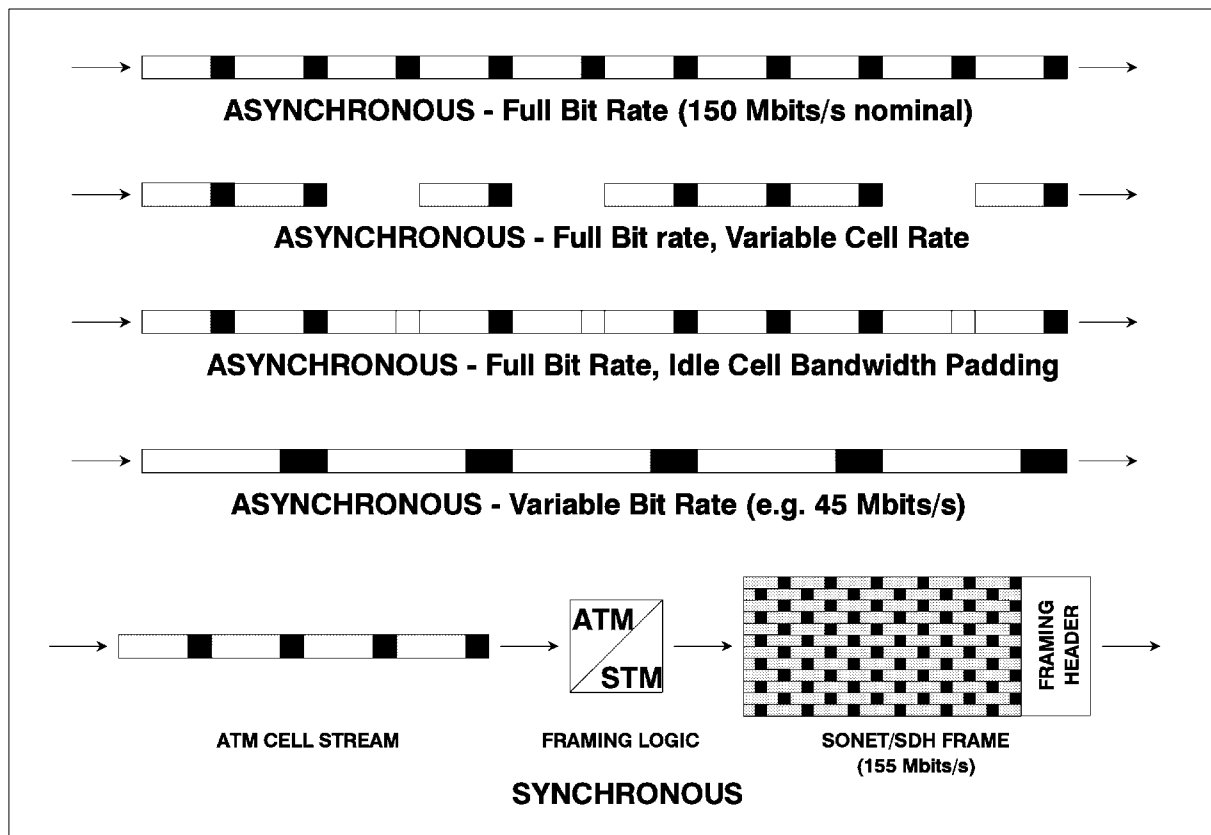 ASYNCHRONOUS - Full Bit Rate (150 Mbits/s nominal)
ASYNCHRONOUS - Full Bit rate, Variable Cell Rate
ASYNCHRONOUS - Full Bit Rate, Idle Cell Bandwidth Padding
ASYNCHRONOUS - Variable Bit Rate (e.g. 45 Mbits/s)
ATM
STM
FRAMING
HEADER
ATM CELL STREAM
FRAMING LOGIC
SONET/SDH FRAME
(155 Mbits/s)
SYNCHRONOUS